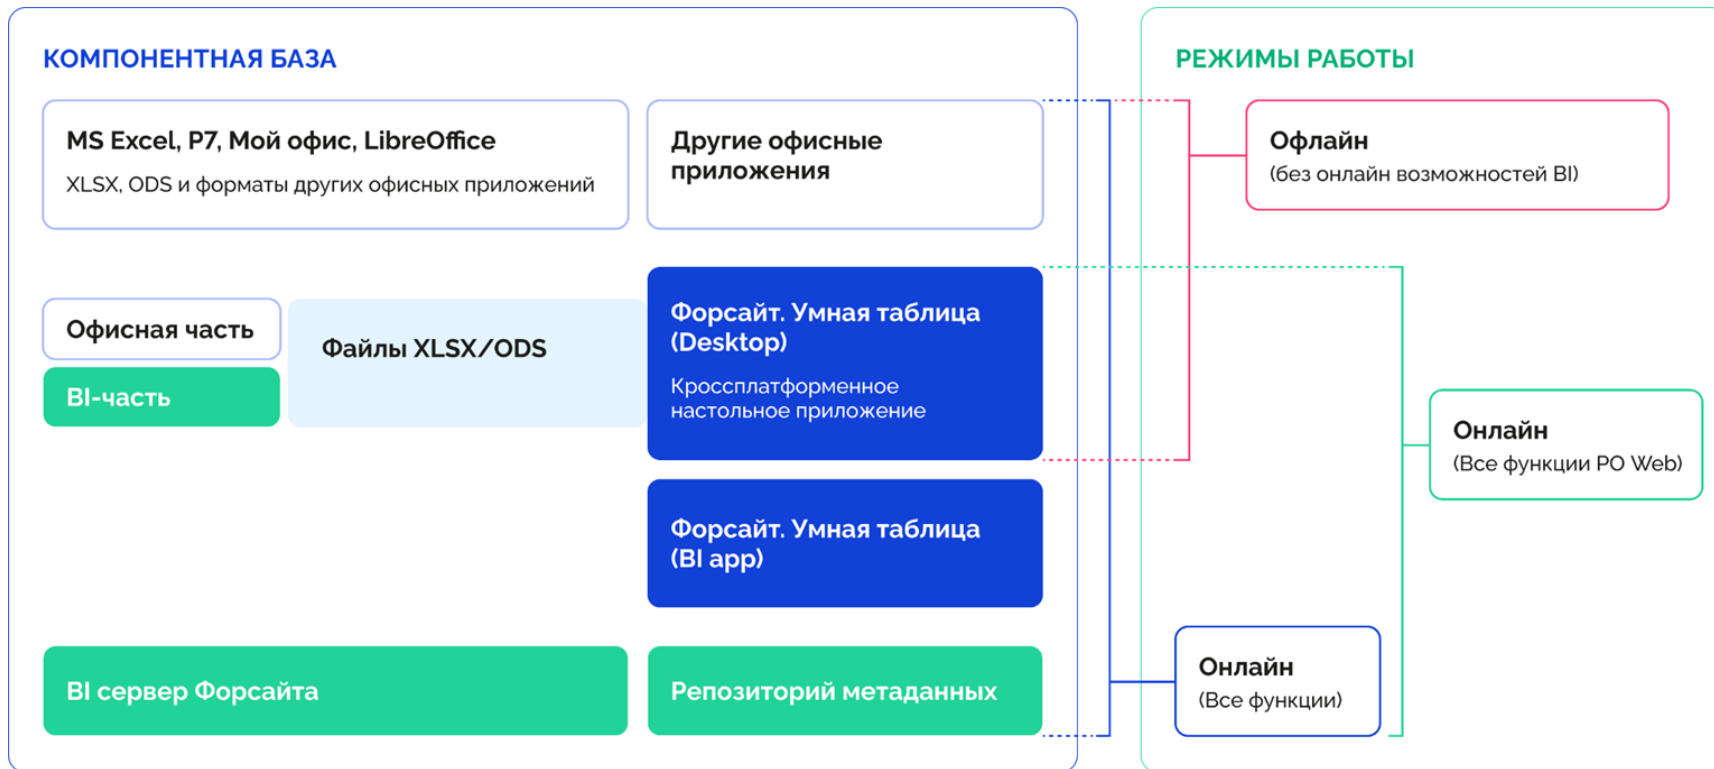 КОМПОНЕНТНАЯ БАЗА
MS Excel, P7, Мой офис, LibreOffice
XLSX, ODS и форматы других офисных приложений
Другие офисные
приложения
Офисная часть
BI-часть
Файлы XLSX/ODS
Форсайт. Умная таблица
(Desktop)
Кроссплатформенное
настольное приложение
Форсайт. Умная таблица
(BI app)
BI сервер Форсайта
Репозиторий метаданных
РЕЖИМЫ РАБОТЫ
Офлайн
(без онлайн возможностей BI)
Онлайн
(Все функции PO Web)
Онлайн
(Все функции)